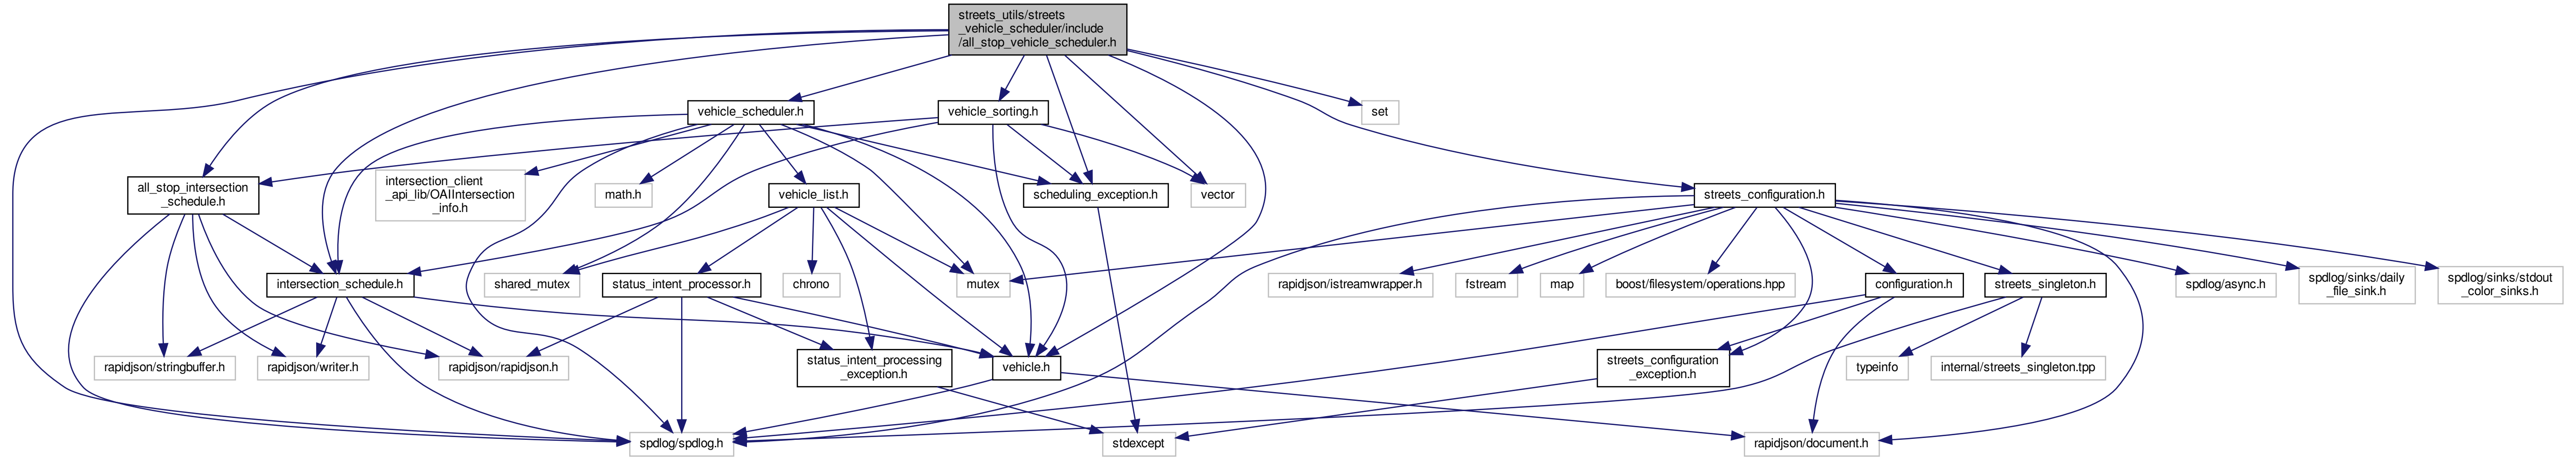 streets_utils/streets
_vehicle_scheduler/include
/all_stop_vehicle_scheduler.h
vehicle_scheduler.h
vehicle_sorting.h
set
all_stop_intersection
_schedule.h
intersection_client
_api_lib/OAIIntersection
_info.h
math.h
vehicle_list.h
scheduling_exception.h
vector
streets_configuration.h
intersection_schedule.h
shared_mutex
status_intent_processor.h
chrono
mutex
rapidjson/istreamwrapper.h
fstream
map
boost/filesystem/operations.hpp
configuration.h
streets_singleton.h
spdlog/async.h
spdlog/sinks/daily
_file_sink.h
spdlog/sinks/stdout
_color_sinks.h
rapidjson/stringbuffer.h
rapidjson/writer.h
rapidjson/rapidjson.h
status_intent_processing
_exception.h
vehicle.h
streets_configuration
_exception.h
typeinfo
internal/streets_singleton.tpp
spdlog/spdlog.h
stdexcept
rapidjson/document.h